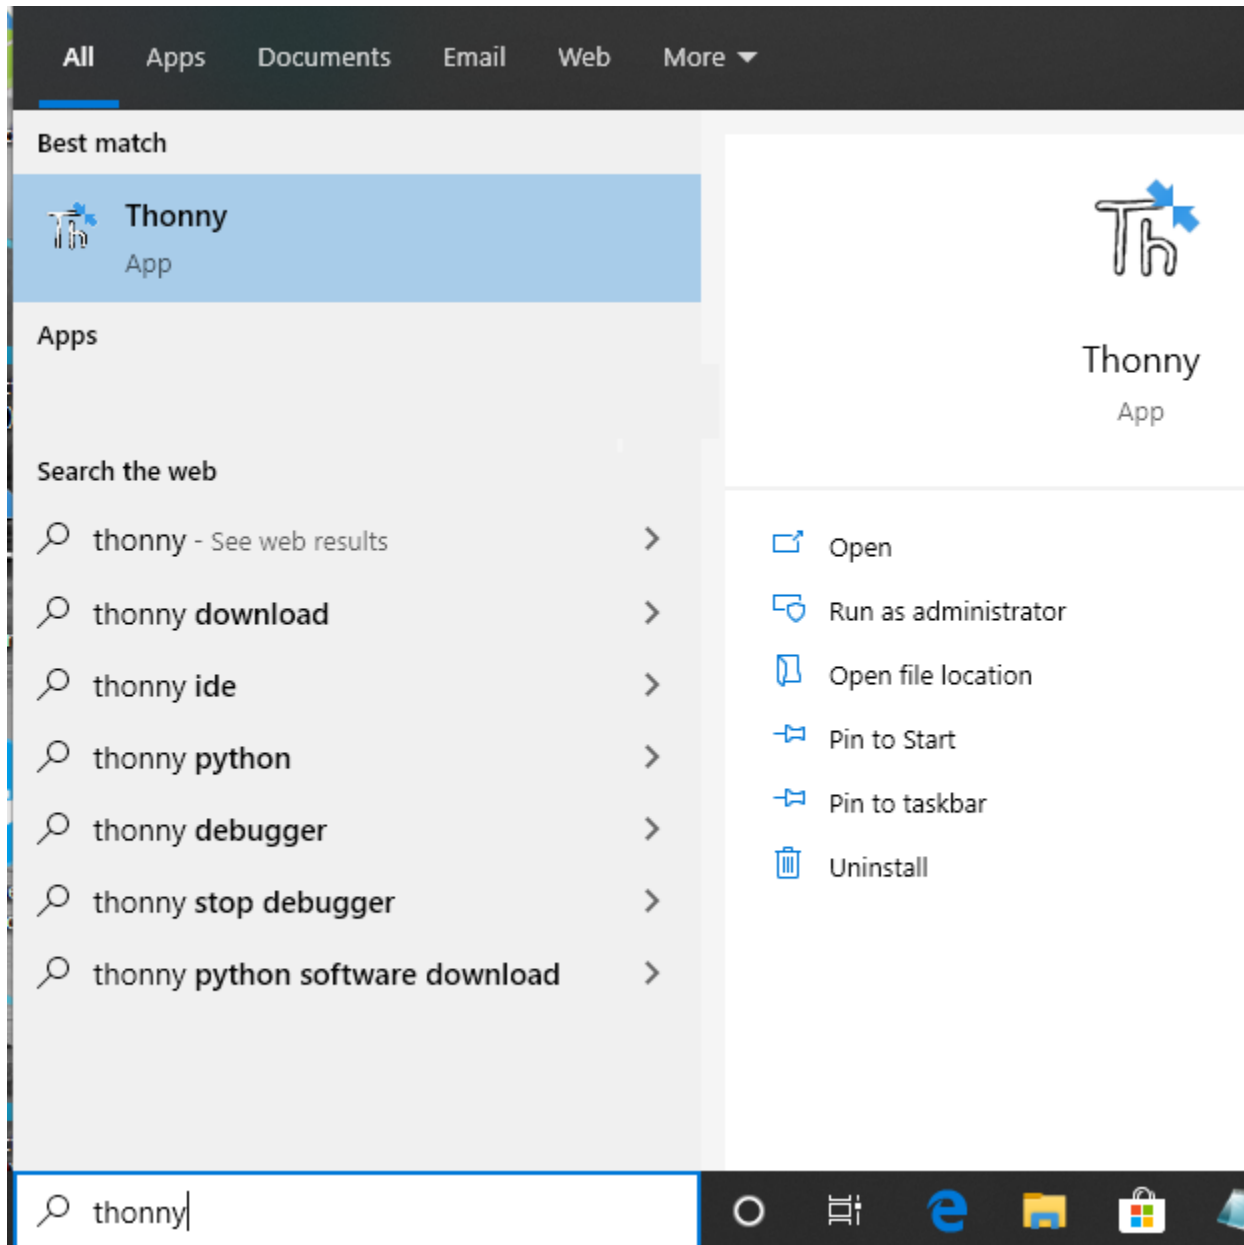 All Apps Documents Email Web More
Best match
Th
Thonny
App
Apps
Search the web
thonny - See web results
thonny download
thonny ide
thonny python
thonny debugger
thonny stop debugger
thonny python software download
thonny
Th
Thonny
App
Open
Run as administrator
Open file location
Pin to Start
Pin to taskbar
Uninstall